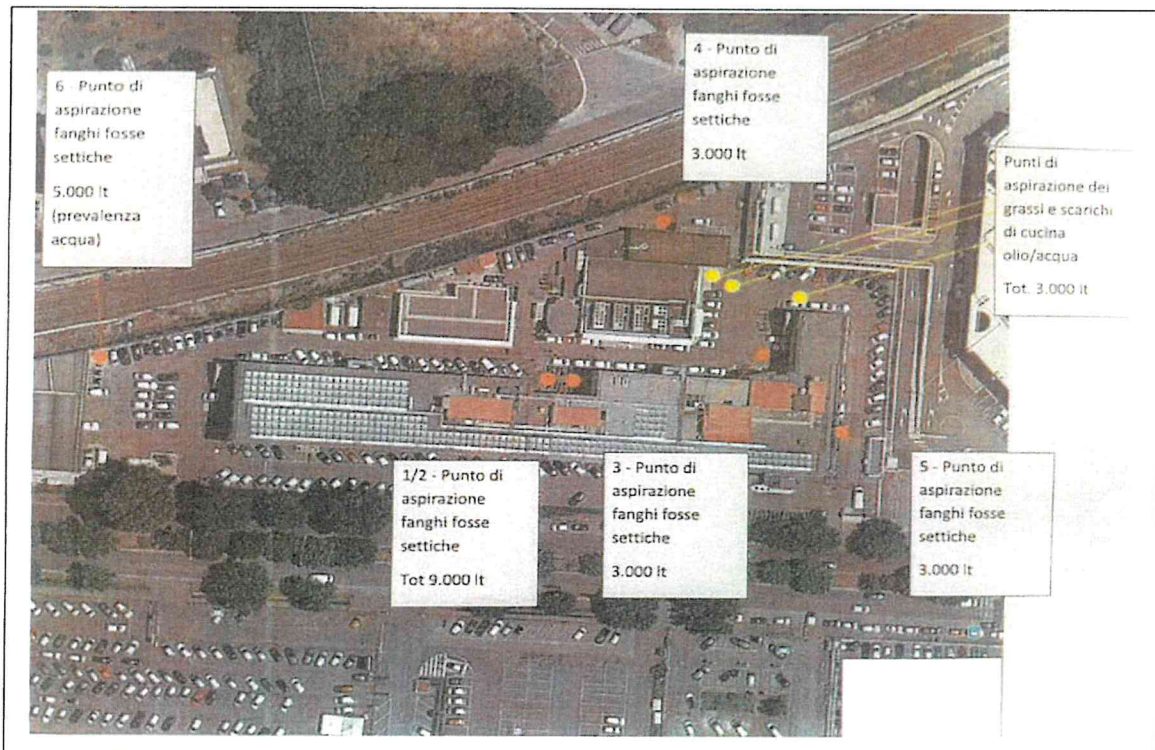 6 - Punto di
aspirazione
fanghi fosse
settiche
5.000 lt
(prevalenza
acqua)
4 - Punto di
aspirazione
fanghi fosse
settiche
3.000 lt
Punti di
aspirazione dei
grassi e scarichi
di cucina
olio/acqua
Tot. 3.000 lt
1/2 - Punto di
aspirazione
fanghi fosse
settiche
Tot 9.000 lt
3 - Punto di
aspirazione
fanghi fosse
settiche
3.000 lt
5 - Punto di
aspirazione
fanghi fosse
settiche
3.000 lt